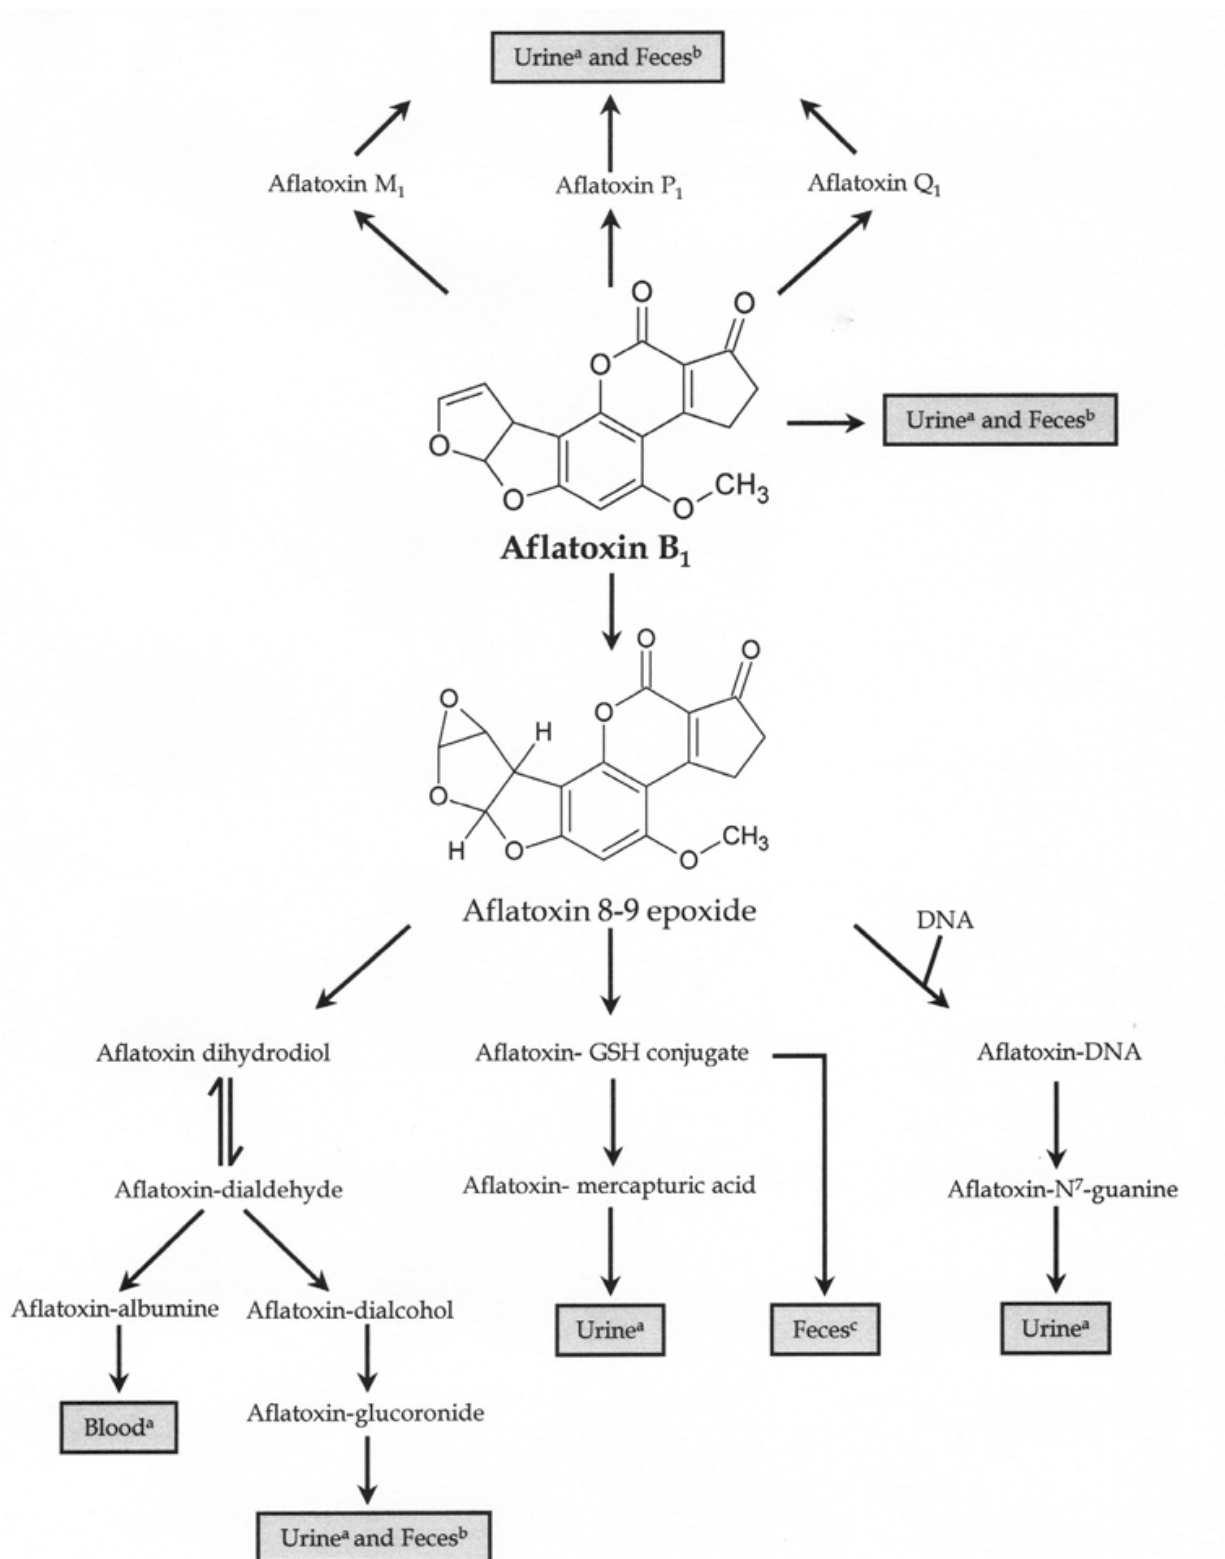 Urineᵃ and Fecesᵇ
Aflatoxin M₁
Aflatoxin P₁
Aflatoxin Q₁
O
O
O
O
O
O
CH₃
Urineᵃ and Fecesᵇ
Aflatoxin B₁
O
O
O
O
H
O
H
O
O
CH₃
Aflatoxin 8-9 epoxide
DNA
Aflatoxin dihydrodiol
Aflatoxin- GSH conjugate
Aflatoxin-DNA
Aflatoxin-dialdehyde
Aflatoxin- mercapturic acid
Aflatoxin-N⁷-guanine
Aflatoxin-albumine
Aflatoxin-dialcohol
Urineᵃ
Fecesᶜ
Urineᵃ
Bloodᵃ
Aflatoxin-glucoronide
Urineᵃ and Fecesᵇ